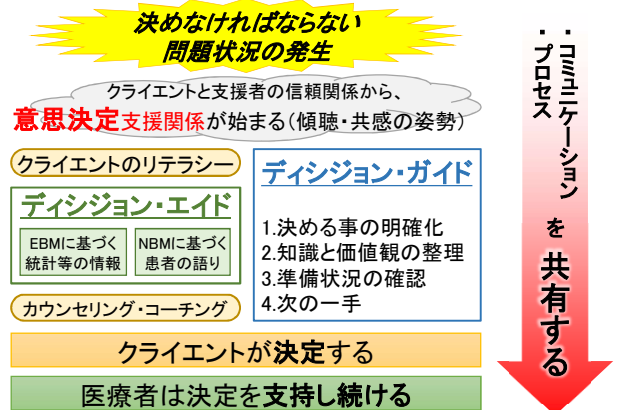 決めなければならない
問題状況の発生
クライエントと支援者の信頼関係から、
意思決定支援関係が始まる(傾聴・共感の姿勢)
クライエントのリテラシー
ディシジョン・エイド
EBMに基づく
統計等の情報
NBMに基づく
患者の語り
カウンセリング・コーチング
ディシジョン・ガイド
1.決める事の明確化
2.知識と価値観の整理
3.準備状況の確認
4.次の一手
クライエントが決定する
医療者は決定を支持し続ける
・コミュニケーション
・プロセス
を共有する